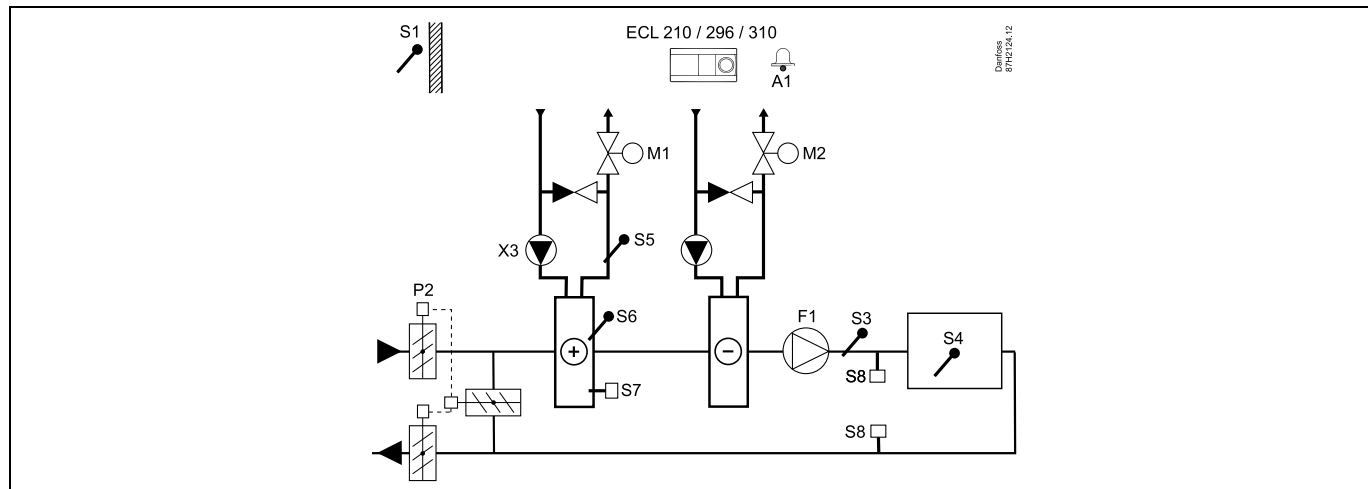 S1
ECL 210 / 296 / 310
A1
Danfoss
87H2124.12
M1
M2
X3
S5
P2
S6
F1
S3
S4
S7
S8
S8